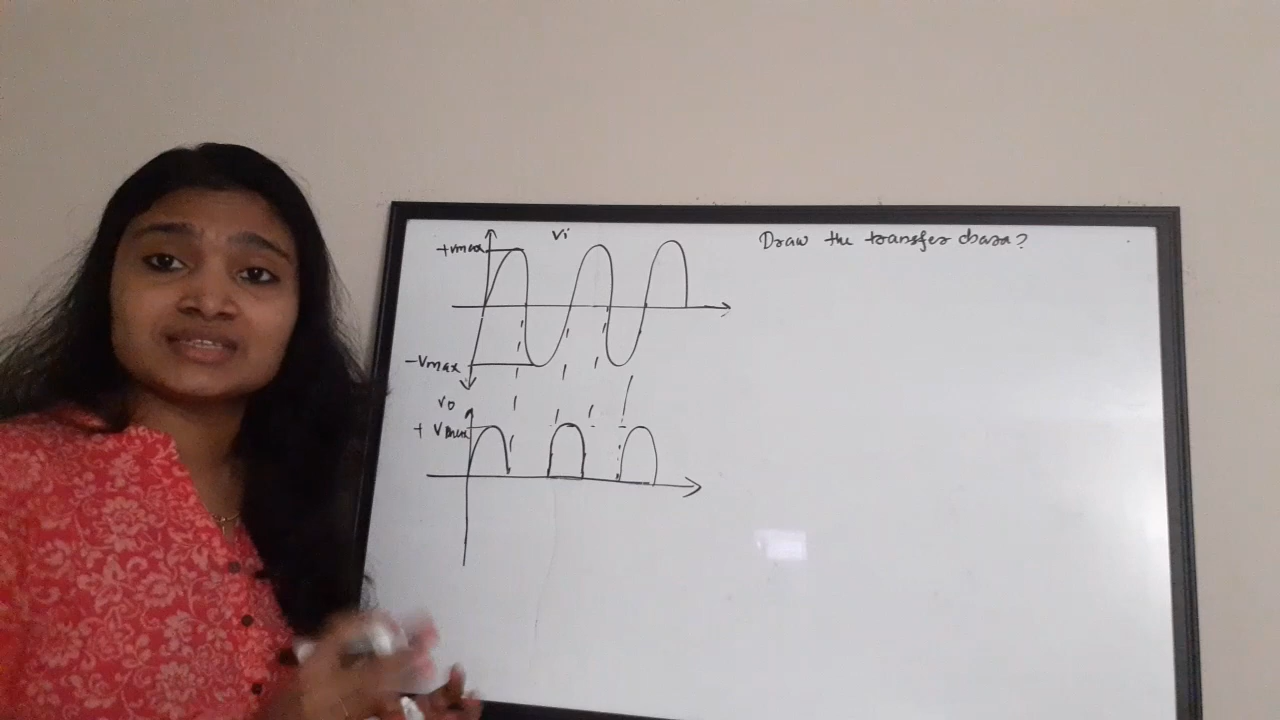 Vi
+Vmax
-Vmax
Vo
+ Vmax
Draw the transfer chara?